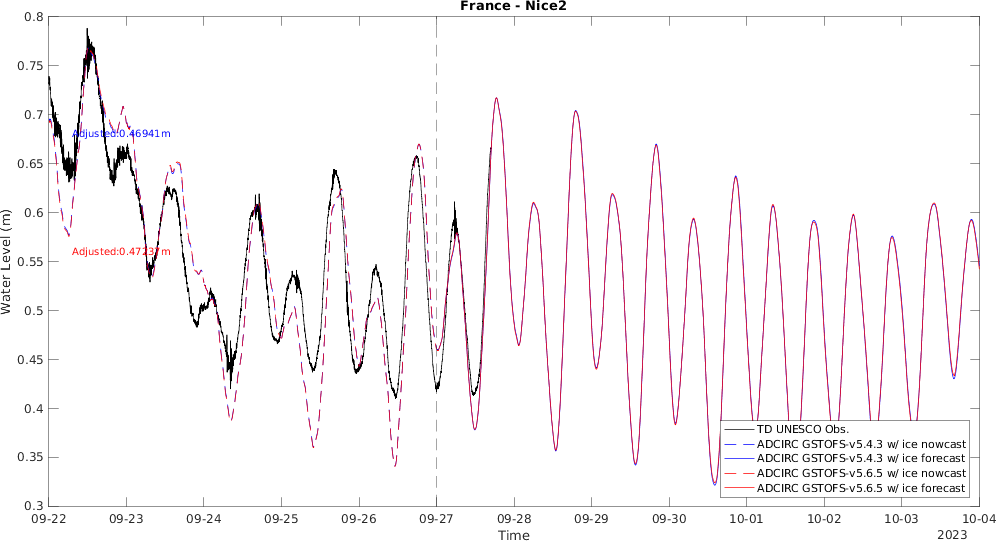 France - Nice2
Water Level (m)
0.8
0.75
0.7
0.65
0.6
0.55
0.5
0.45
0.4
0.35
0.3
Adjusted:0.46941m
Adjusted:0.47237m
TD UNESCO Obs.
ADCIRC GSTOFS-v5.4.3 w/ ice nowcast
ADCIRC GSTOFS-v5.4.3 w/ ice forecast
ADCIRC GSTOFS-v5.6.5 w/ ice nowcast
ADCIRC GSTOFS-v5.6.5 w/ ice forecast
09-22 09-23 09-24 09-25 09-26 09-27 09-28 09-29 09-30 10-01 10-02 10-03 10-04
Time
2023